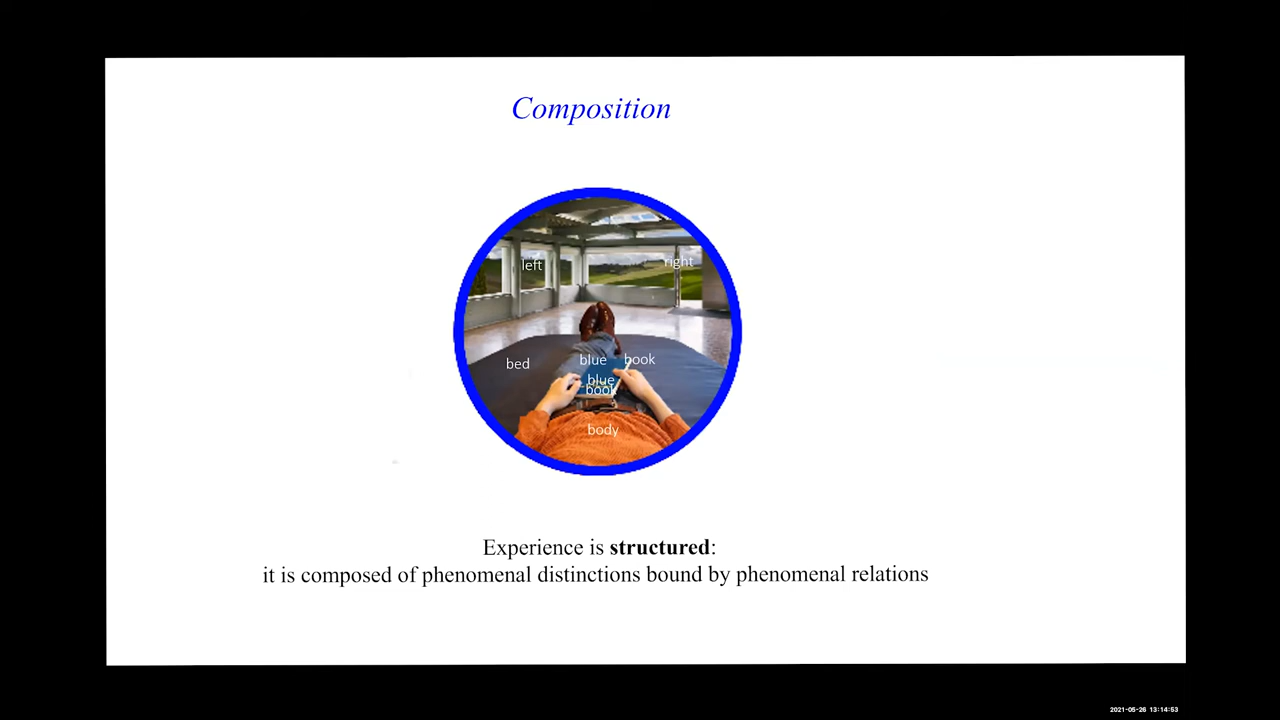 Composition
left
right
bed
blue
book
blue
book
body
Experience is structured:
it is composed of phenomenal distinctions bound by phenomenal relations
2021-05-26 13:14:53